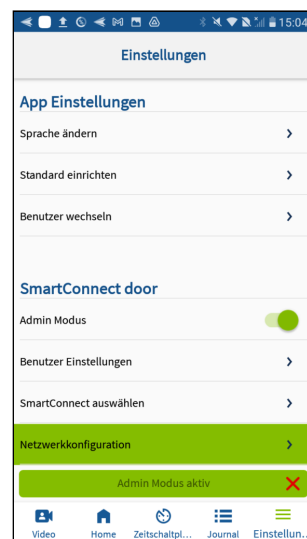 15:04
Einstellungen
App Einstellungen
Sprache ändern
Standard einrichten
Benutzer wechseln
SmartConnect door
Admin Modus
Benutzer Einstellungen
SmartConnect auswählen
Netzwerkkonfiguration
Admin Modus aktiv
Video Home Zeitschaltpl... Journal Einstellun...